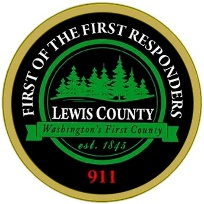 FIRST OF THE FIRST RESPONDERS
LEWIS COUNTY
Washington's First County
est. 1845
911